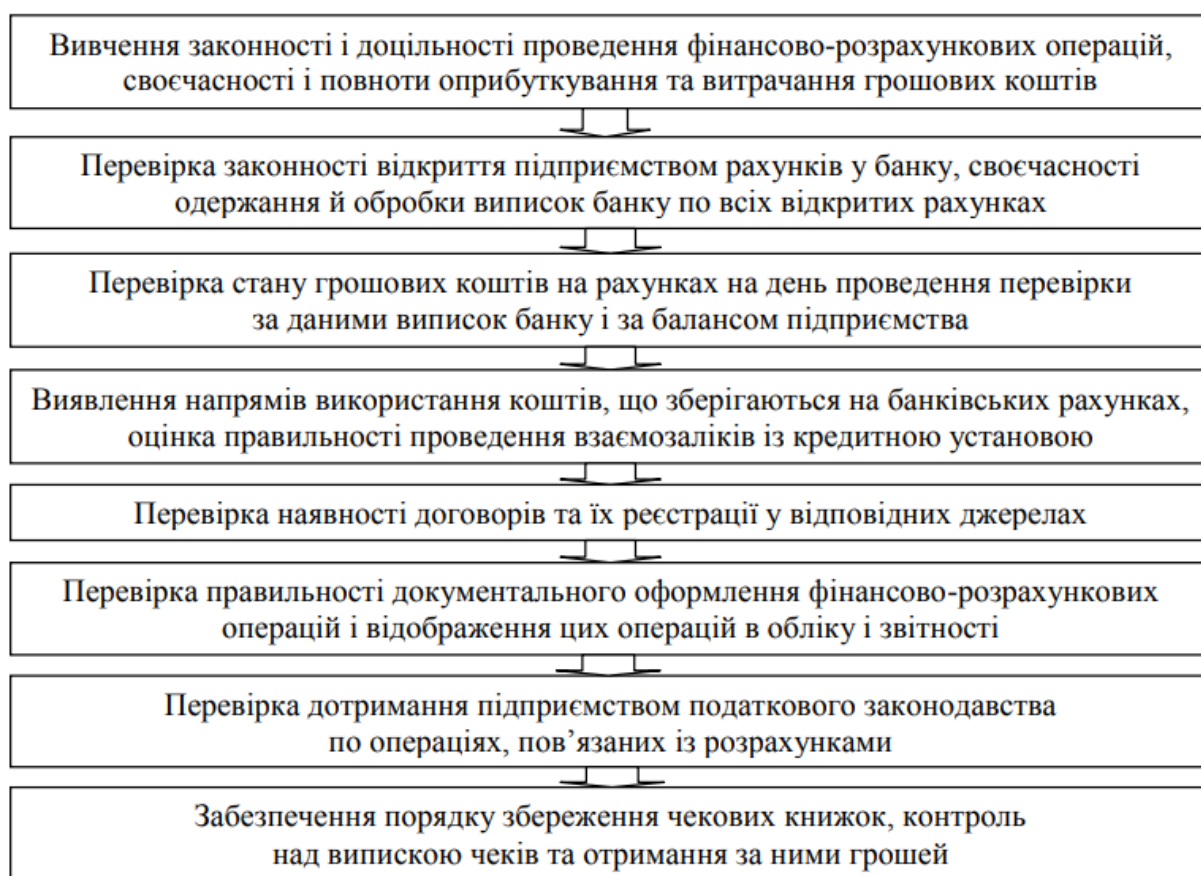 Вивчення законності і доцільності проведення фінансово-розрахункових операцій,
своєчасності і повноти оприбуткування та витрачання грошових коштів
Перевірка законності відкриття підприємством рахунків у банку, своєчасності
одержання й обробки виписок банку по всіх відкритих рахунках
Перевірка стану грошових коштів на рахунках на день проведення перевірки
за даними виписок банку і за балансом підприємства
Виявлення напрямів використання коштів, що зберігаються на банківських рахунках,
оцінка правильності проведення взаємозаліків із кредитною установою
Перевірка наявності договорів та їх реєстрації у відповідних джерелах
Перевірка правильності документального оформлення фінансово-розрахункових
операцій і відображення цих операцій в обліку і звітності
Перевірка дотримання підприємством податкового законодавства
по операціях, пов’язаних із розрахунками
Забезпечення порядку збереження чекових книжок, контроль
над випискою чеків та отримання за ними грошей